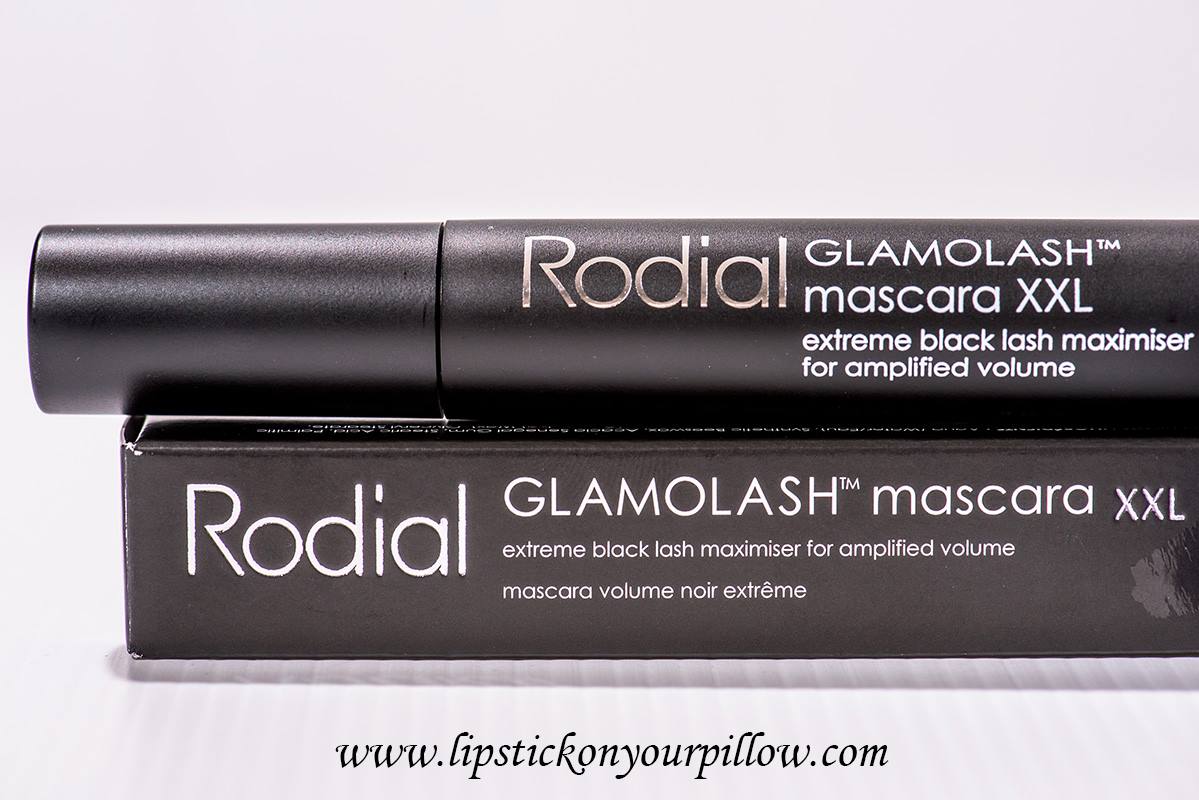 Rodial
GLAMOLASH™
mascara XXL
extreme black lash maximiser
for amplified volume
Rodial
GLAMOLASH™ mascara XXL
extreme black lash maximiser for amplified volume
mascara volume noir extrême
www.lipstickonyourpillow.com